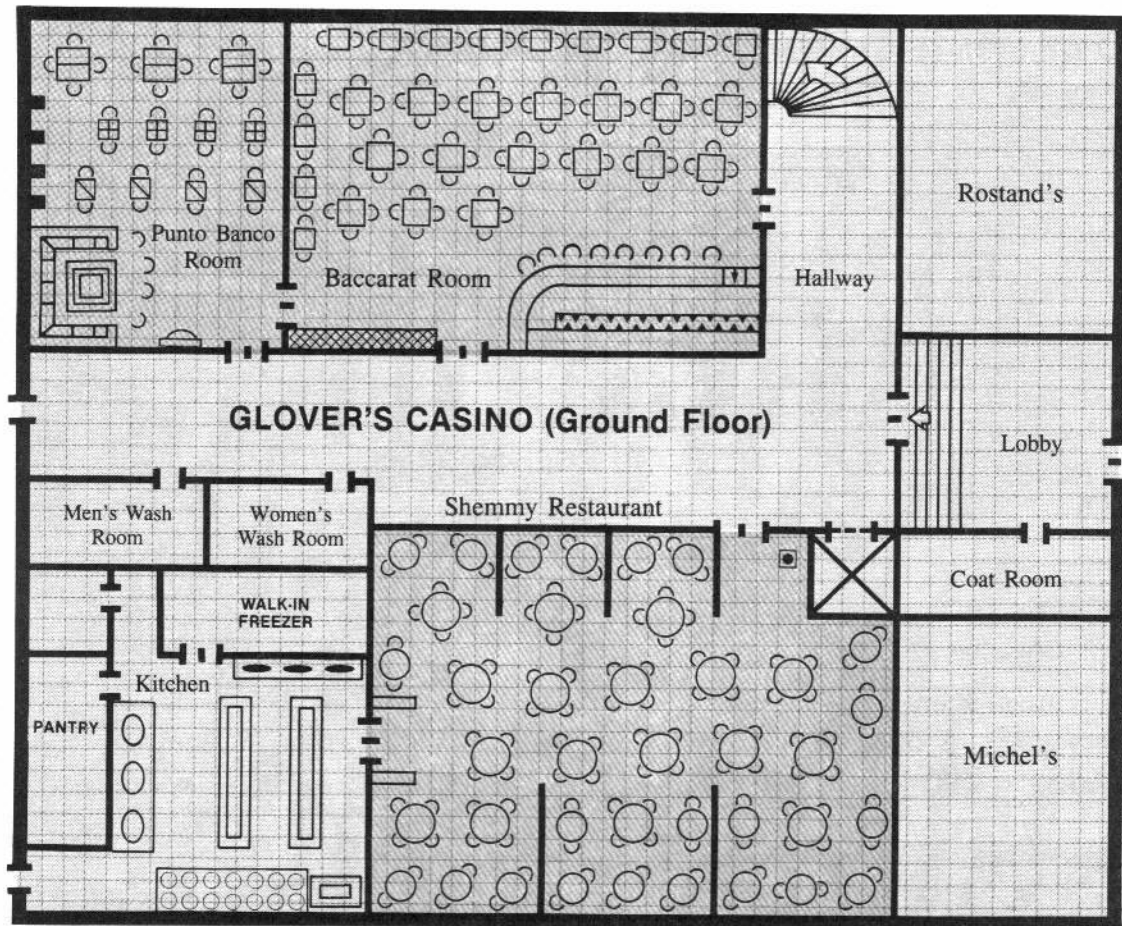 Punto Banco
Room
Baccarat Room
Hallway
Rostand's
GLOVER'S CASINO (Ground Floor)
Lobby
Men's Wash
Room
Women's
Wash Room
Shemmy Restaurant
Coat Room
WALK-IN
FREEZER
Kitchen
PANTRY
Michel's